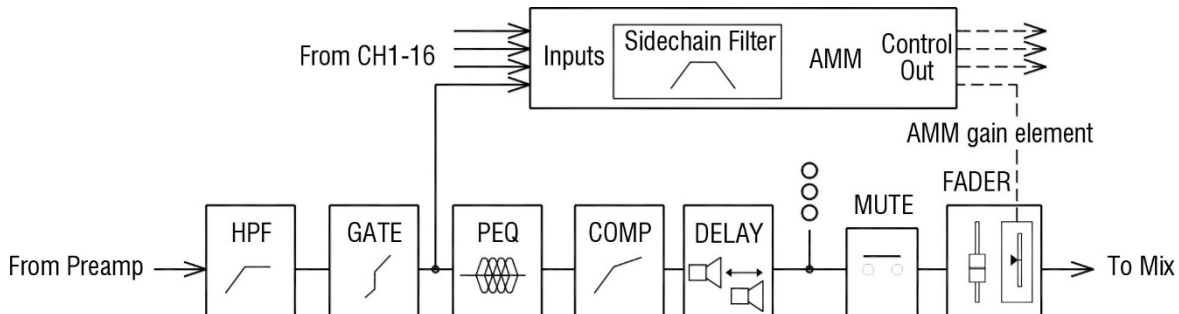 From CH1-16
Inputs
Sidechain Filter
AMM
Control
Out
AMM gain element
FADER
MUTE
HPF
GATE
PEQ
COMP
DELAY
From Preamp
To Mix